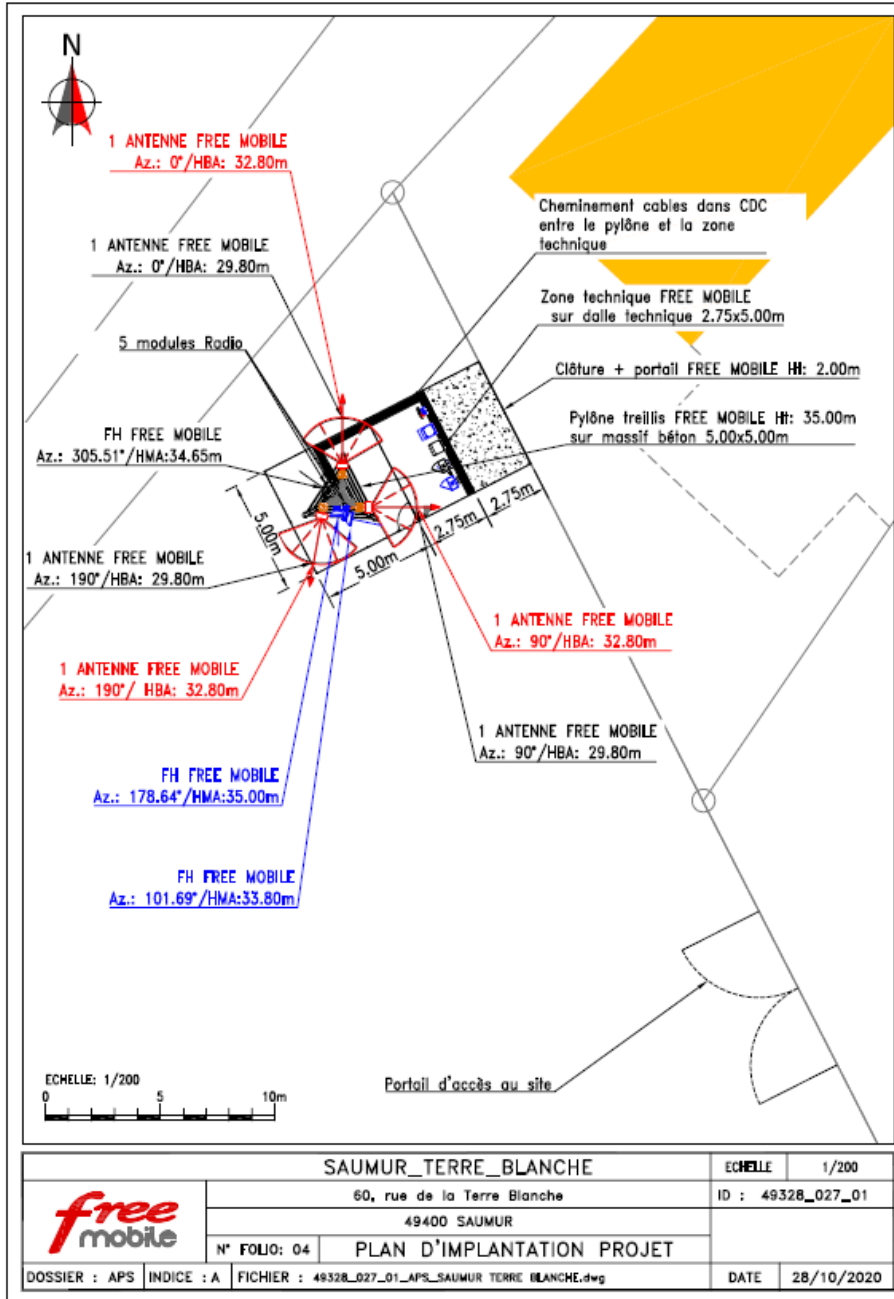 N
1 ANTENNE FREE MOBILE
Az.: 0°/HBA: 32.80m
Cheminement cables dans CDC
entre le pylône et la zone
technique
1 ANTENNE FREE MOBILE
Az.: 0°/HBA: 29.80m
Zone technique FREE MOBILE
sur dalle technique 2.75x5.00m
5 modules Radio
Clôture + portail FREE MOBILE Ht: 2.00m
FH FREE MOBILE
Az.: 305.51°/HMA:34.65m
Pylône treillis FREE MOBILE Ht: 35.00m
sur massif béton 5,00x5,00m
5.00m
5.00m
2.75m
2.75m
1 ANTENNE FREE MOBILE
Az.: 190°/HBA: 29.80m
1 ANTENNE FREE MOBILE
Az.: 90°/HBA: 32.80m
1 ANTENNE FREE MOBILE
Az.: 190°/ HBA: 32.80m
1 ANTENNE FREE MOBILE
Az.: 90°/HBA: 29.80m
FH FREE MOBILE
Az.: 178.64°/HMA:35.00m
FH FREE MOBILE
Az.: 101.69°/HMA:33.80m
Portail d'accès au site
ECHELLE: 1/200
0 5 10m
SAUMUR_TERRE_BLANCHE
ECHELLE 1/200
60, rue de la Terre Blanche
ID : 49328_027_01
49400 SAUMUR
free
mobile
N° FOLIO: 04 PLAN D'IMPLANTATION PROJET
DOSSIER : APS INDICE : A FICHIER : 49328_027_01_APS_SAUMUR TERRE BLANCHE.dwg DATE 28/10/2020